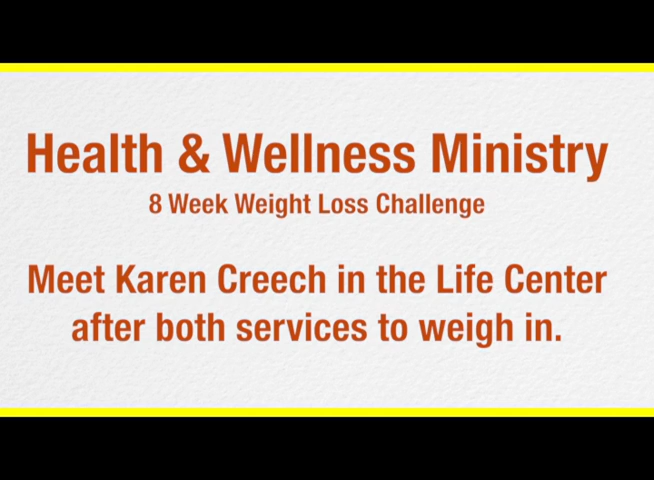 Health & Wellness Ministry
8 Week Weight Loss Challenge
Meet Karen Creech in the Life Center
after both services to weigh in.